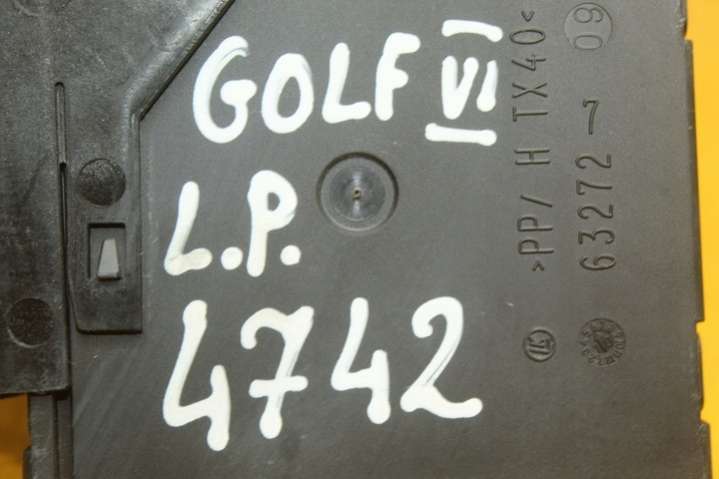 GOLF VI
L.P.
4742
>PP/ H TX40<
63272 7
09